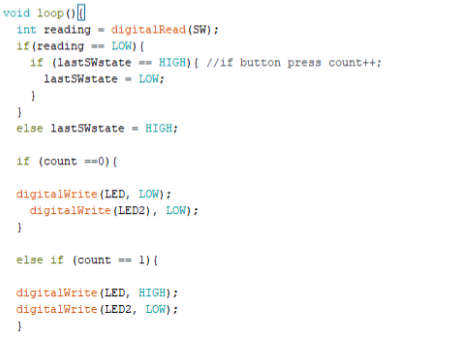 void loop(){
int reading = digitalRead(SW);
if(reading == LOW){
if (lastSWstate == HIGH){ //if button press count++;
lastSWstate = LOW;
}
}
else lastSWstate = HIGH;
if (count ==0){
digitalWrite(LED, LOW);
digitalWrite(LED2), LOW);
}
else if (count == 1){
digitalWrite(LED, HIGH);
digitalWrite(LED2, LOW);
}